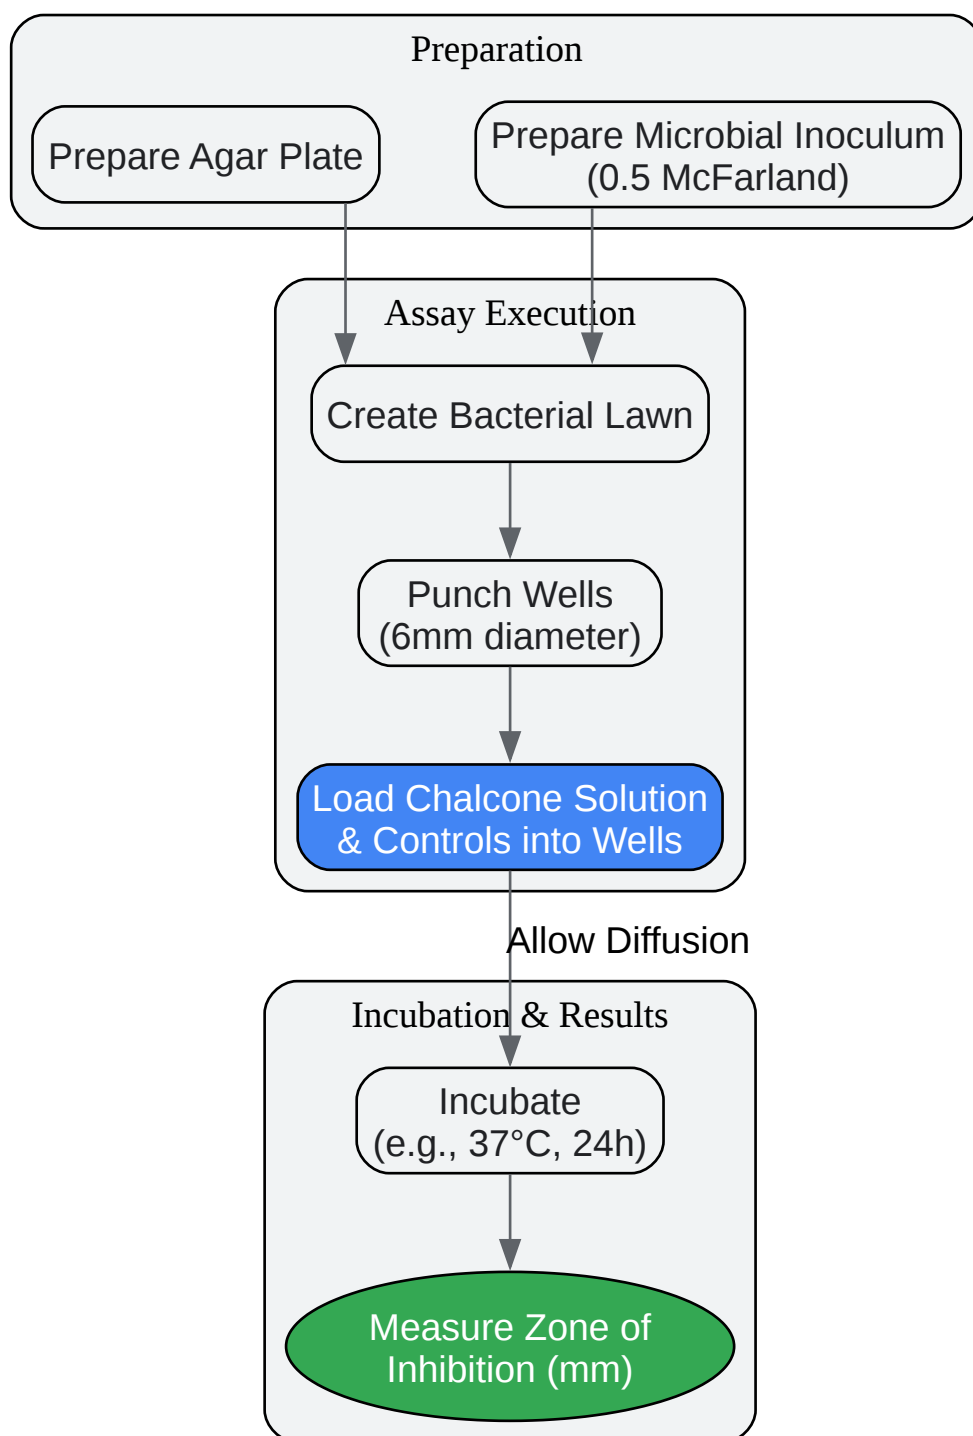 Preparation
Prepare Agar Plate
Prepare Microbial Inoculum
(0.5 McFarland)
Assay Execution
Create Bacterial Lawn
Punch Wells
(6mm diameter)
Load Chalcone Solution
& Controls into Wells
Allow Diffusion
Incubation & Results
Incubate
(e.g., 37°C, 24h)
Measure Zone of
Inhibition (mm)